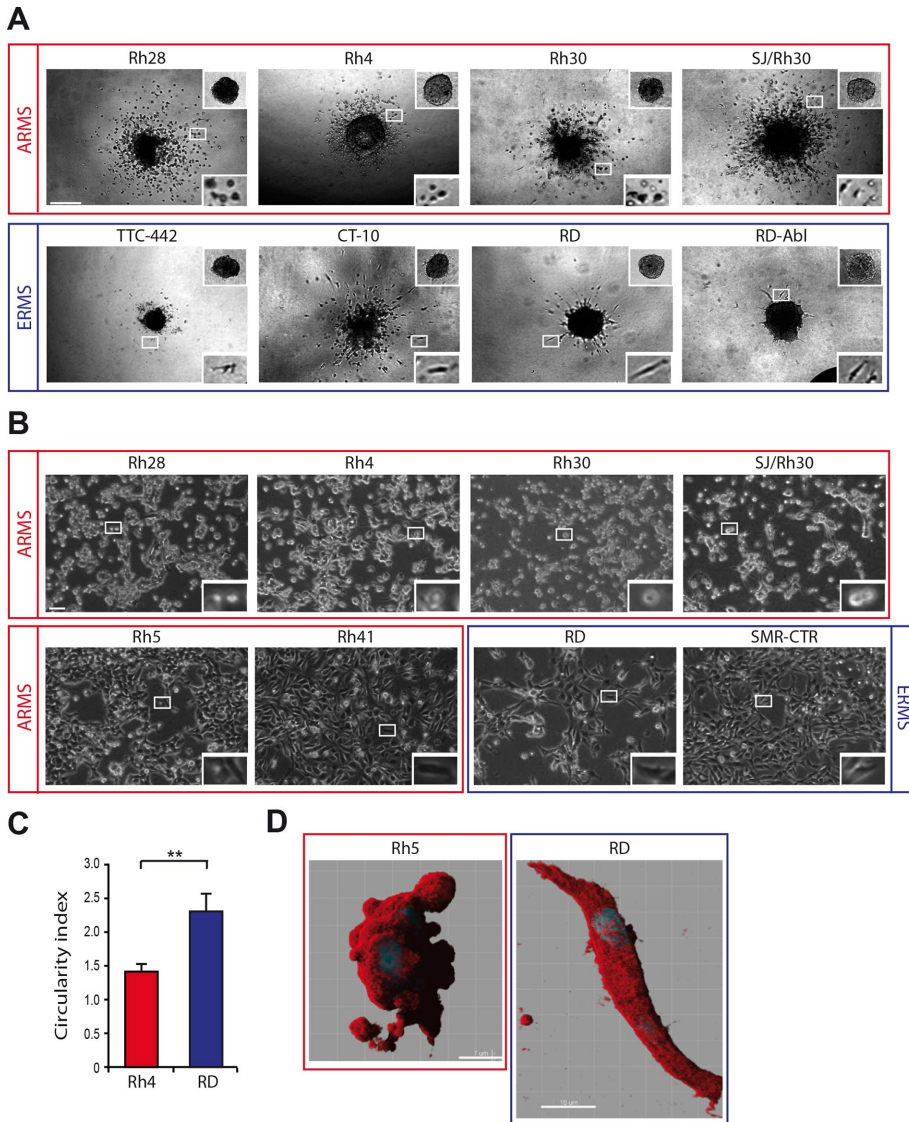 A
Rh28 Rh4 Rh30 SJ/Rh30
ARMS
TTC-442 CT-10 RD RD-Abl
ERMS
B
Rh28 Rh4 Rh30 SJ/Rh30
ARMS
Rh5 Rh41 RD SMR-CTR
ARMS
ERMS
C
**
3.0
2.5
2.0
1.5
1.0
0.5
0
Circularity index
Rh4 RD
D
Rh5 RD
10 um